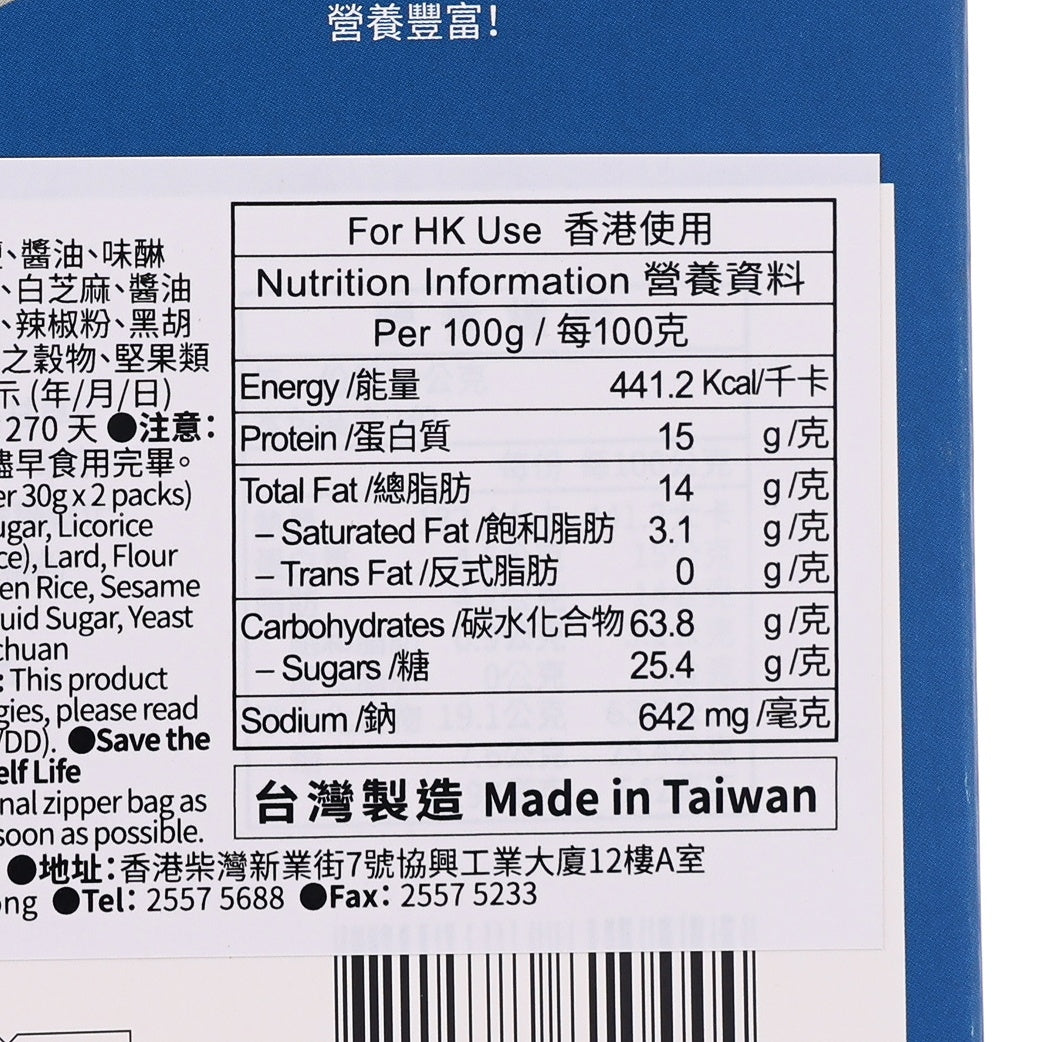 營養豐富!
、醬油、味醂
、白芝麻、醬油
、辣椒粉、黑胡
之穀物、堅果類
示 (年/月/日)
270 天 ●注意:
儘早食用完畢。
er 30g x 2 packs)
ugar, Licorice
ce), Lard, Flour
en Rice, Sesame
uid Sugar, Yeast
chuan
: This product
gies, please read
/DD). ●Save the
elf Life
nal zipper bag as
soon as possible.
For HK Use 香港使用
Nutrition Information 營養資料
Per 100g / 每100克
Energy /能量 441.2 Kcal/千卡
Protein /蛋白質 15 g /克
Total Fat /總脂肪 14 g /克
– Saturated Fat /飽和脂肪 3.1 g /克
– Trans Fat /反式脂肪 0 g /克
Carbohydrates /碳水化合物 63.8 g /克
– Sugars /糖 25.4 g /克
Sodium /鈉 642 mg /毫克
台灣製造 Made in Taiwan
●地址:香港柴灣新業街7號協興工業大廈12樓A室
ong ●Tel: 2557 5688 ●Fax: 2557 5233